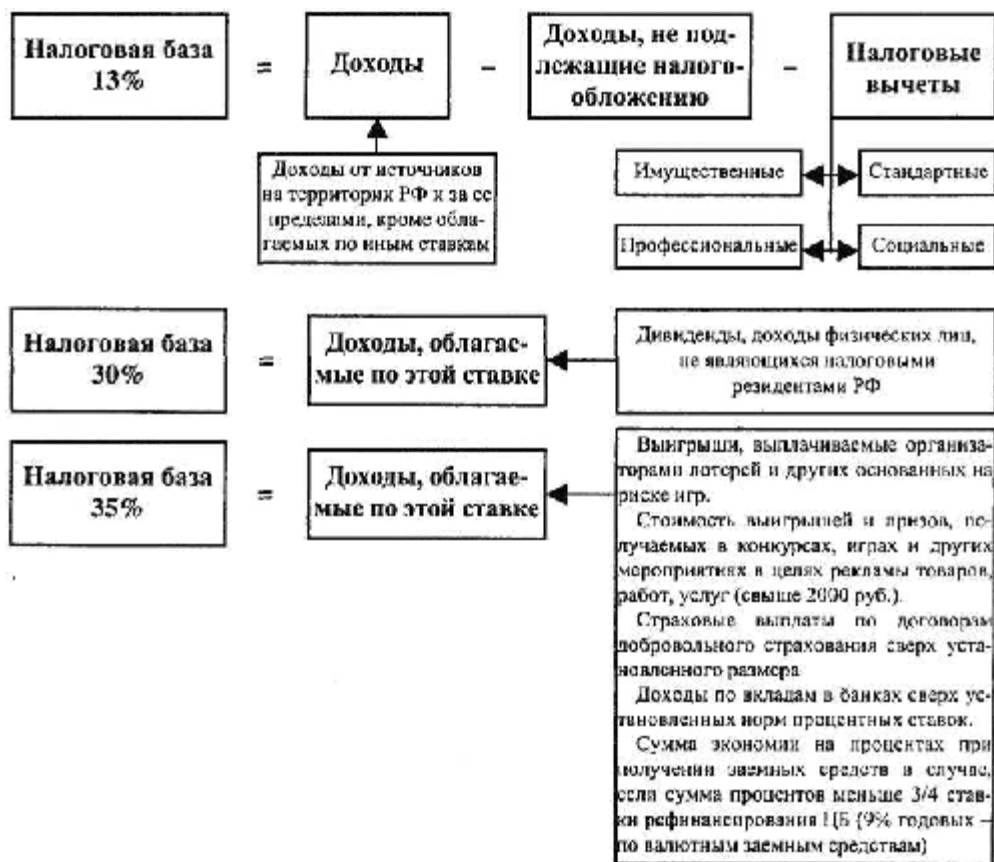 Налоговая база
13%
=
Доходы
–
Доходы, не под-
лежащие налого-
обложению
–
Налоговые
вычеты
Доходы от источников
на территории РФ и за ее
пределами, кроме обла-
гаемых по иным ставкам
Имущественные
Стандартные
Профессиональные
Социальные
Налоговая база
30%
=
Доходы, облагае-
мые по этой ставке
Дивиденды, доходы физических лиц,
не являющихся налоговыми
резидентами РФ
Налоговая база
35%
=
Доходы, облагае-
мые по этой ставке
Выигрыши, выплачиваемые организа-
торами лотерей и других основанных на
риске игр.
Стоимость выигрышей и призов, по-
лучаемых в конкурсах, играх и других
мероприятиях в целях рекламы товаров,
работ, услуг (свыше 2000 руб.).
Страховые выплаты по договорам
добровольного страхования сверх уста-
новленного размера
Доходы по вкладам в банках сверх ус-
тановленных норм процентных ставок.
Сумма экономии на процентах при
получении заемных средств в случае,
если сумма процентов меньше 3/4 став-
ки рефинансирования ЦБ (9% годовых –
по валютным заемным средствам)